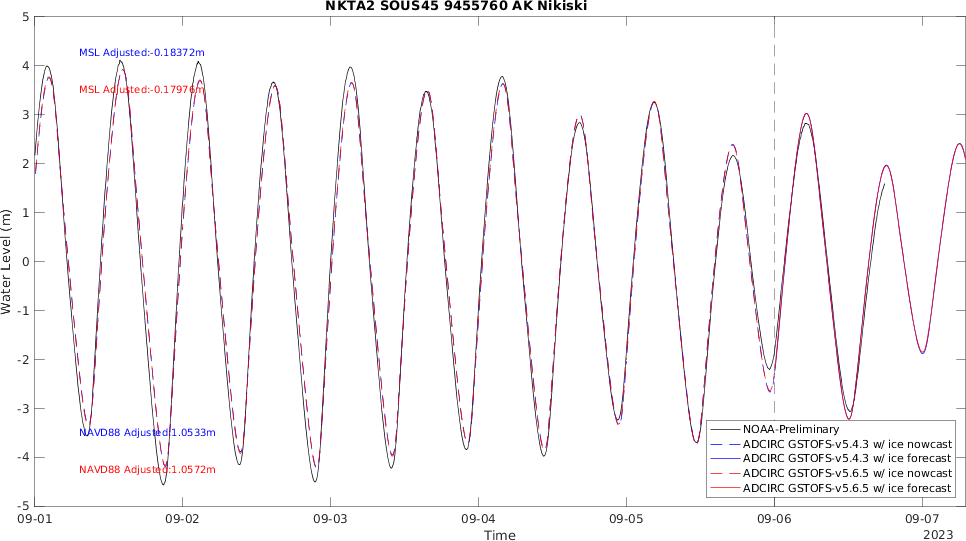 NKTA2 SOUS45 9455760 AK Nikiski
5
4
3
2
1
0
-1
-2
-3
-4
-5
Water Level (m)
MSL Adjusted:-0.18372m
MSL Adjusted:-0.17976m
NAVD88 Adjusted:1.0533m
NAVD88 Adjusted:1.0572m
NOAA-Preliminary
ADCIRC GSTOFS-v5.4.3 w/ ice nowcast
ADCIRC GSTOFS-v5.4.3 w/ ice forecast
ADCIRC GSTOFS-v5.6.5 w/ ice nowcast
ADCIRC GSTOFS-v5.6.5 w/ ice forecast
09-01 09-02 09-03 09-04 09-05 09-06 09-07
Time
2023